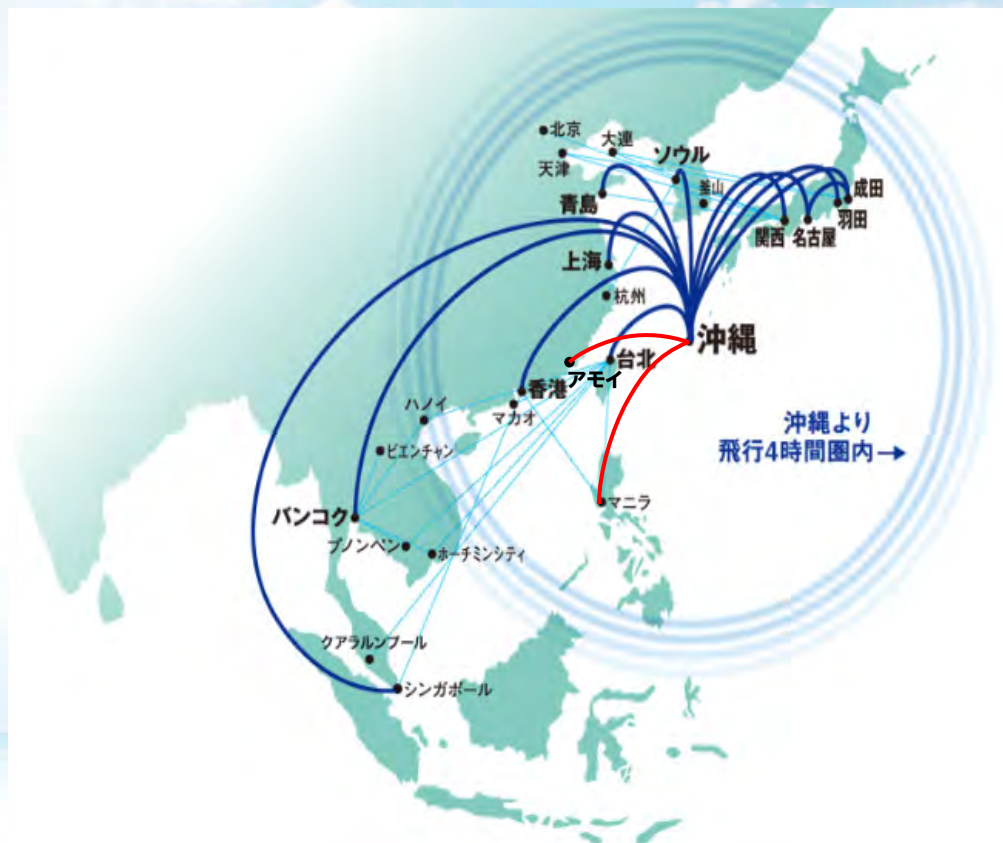 北京
大連
天津
ソウル
釜山
青島
成田
羽田
関西
名古屋
上海
杭州
沖縄
台北
アモイ
香港
マカオ
ハノイ
ビエンチャン
沖縄より
飛行4時間圏内→
マニラ
バンコク
プノンペン
ホーチミンシティ
クアラルンプール
シンガポール